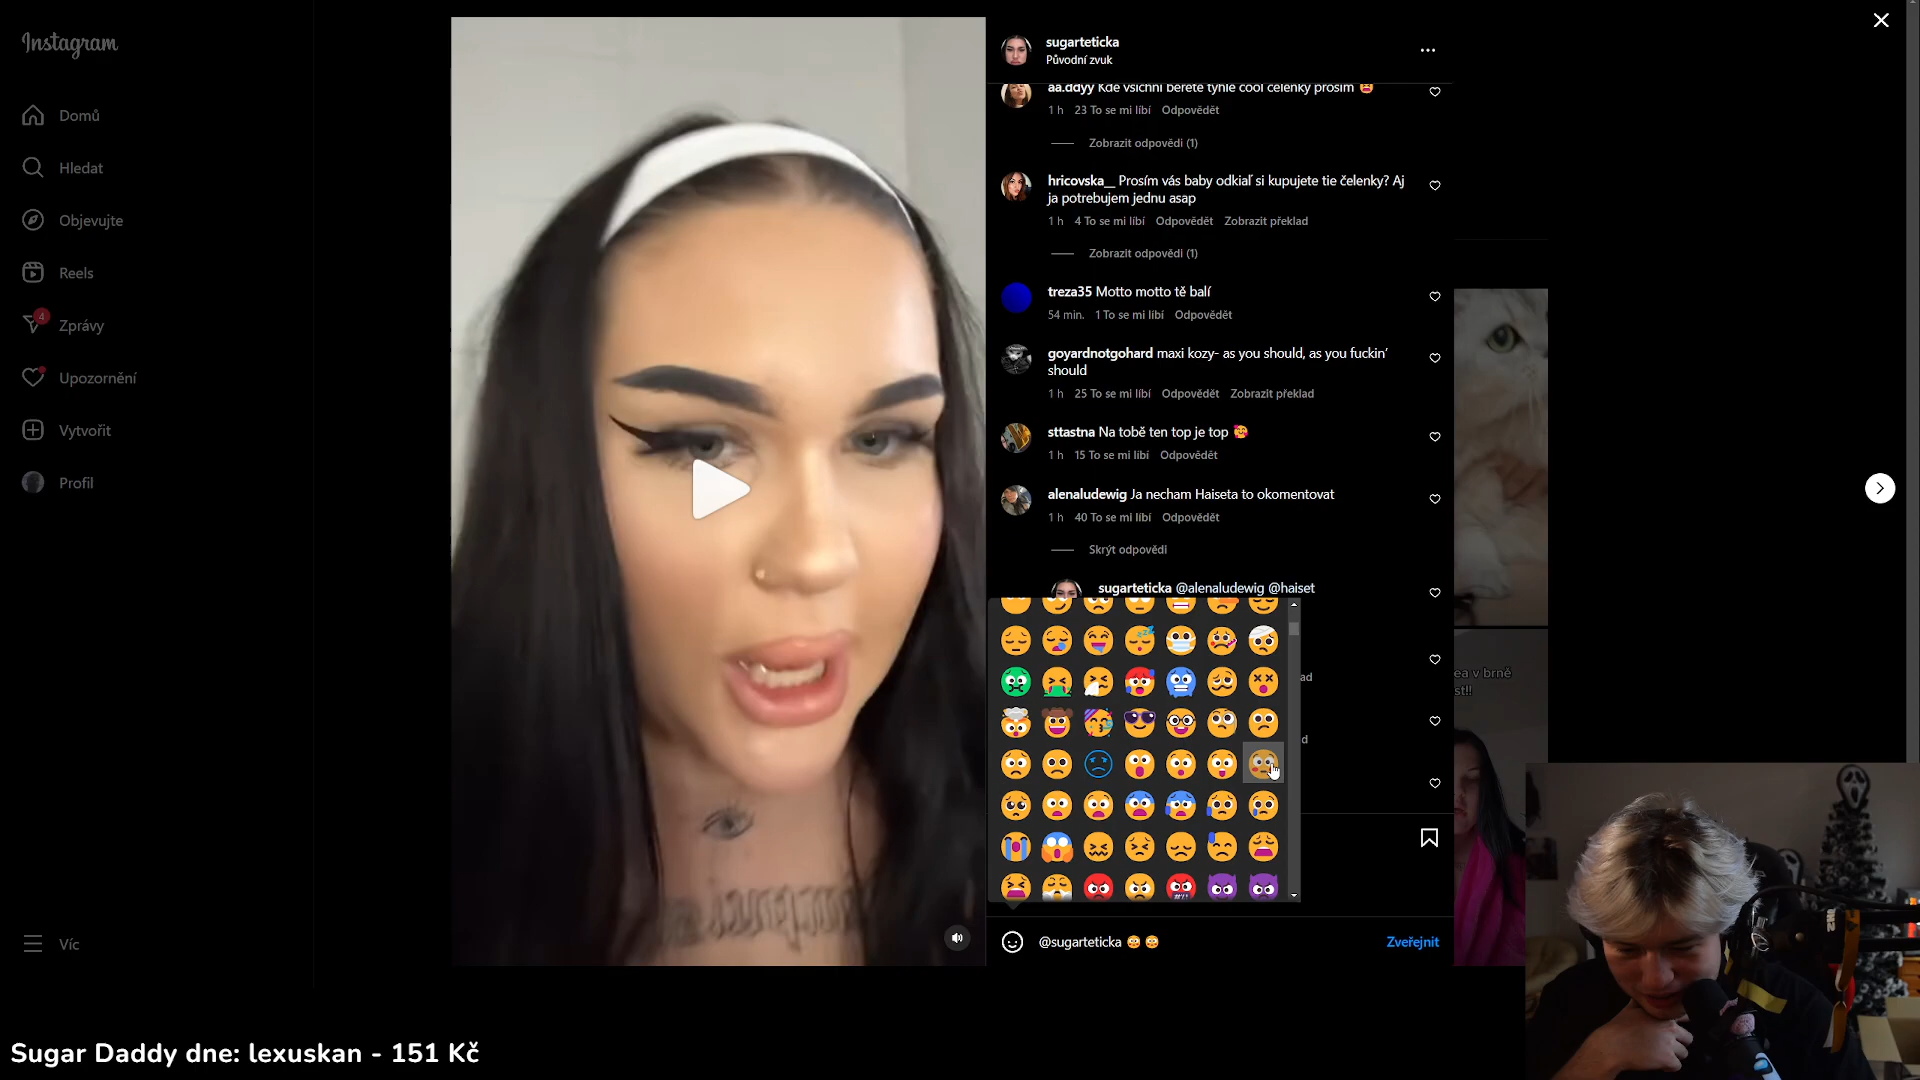 Instagram
Domů
Hledat
Objevujte
Reels
4
Zprávy
Upozornění
Vytvořit
Profil
Víc
sugarteticka
Původní zvuk
aa.ddyy Kde všichni berete tyhle cool čelenky prosím
1 h 23 To se mi líbí Odpovědět
Zobrazit odpovědi (1)
hricovska__ Prosím vás baby odkiaľ si kupujete tie čelenky? Aj
ja potrebujem jednu asap
1 h 4 To se mi líbí Odpovědět Zobrazit překlad
Zobrazit odpovědi (1)
treza35 Motto motto tě balí
54 min. 1 To se mi líbí Odpovědět
goyardnotgohard maxi kozy- as you should, as you fuckin’
should
1 h 25 To se mi líbí Odpovědět Zobrazit překlad
sttastna Na tobě ten top je top 🥰
1 h 15 To se mi líbí Odpovědět
alenaludewig Ja necham Haiseta to okomentovat
1 h 40 To se mi líbí Odpovědět
Skrýt odpovědi
sugarteticka @alenaludewig @haiset
ad
d
@sugarteticka 😳 😳
Zveřejnit
ea v brně
st!!
Sugar Daddy dne: lexuskan - 151 Kč